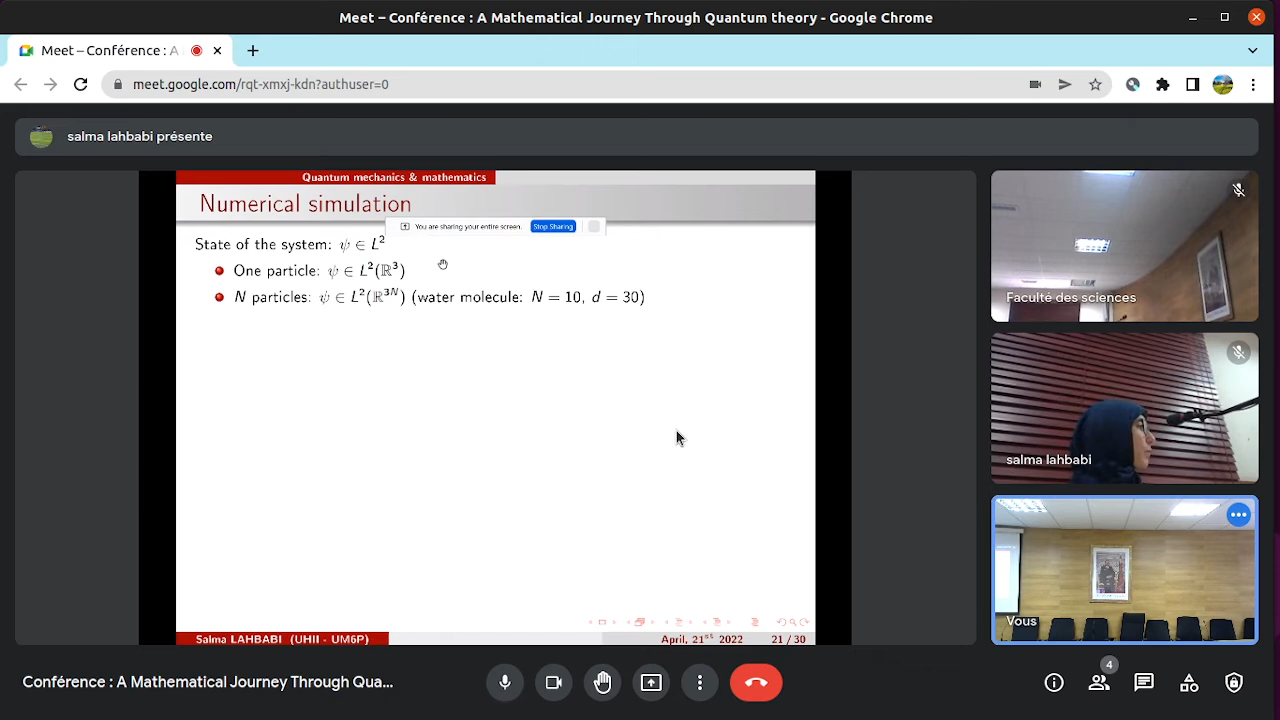 Meet – Conférence : A Mathematical Journey Through Quantum theory - Google Chrome
Meet – Conférence : A
meet.google.com/rqt-xmxj-kdn?authuser=0
salma lahbabi présente
Quantum mechanics & mathematics
Numerical simulation
You are sharing your entire screen. Stop Sharing
State of the system: ψ ∈ L²
One particle: ψ ∈ L²(ℝ³)
N particles: ψ ∈ L²(ℝ³ᴺ) (water molecule: N = 10, d = 30)
Salma LAHBABI (UHII - UM6P) April, 21ˢᵗ 2022 21 / 30
Faculté des sciences
salma lahbabi
Vous
Conférence : A Mathematical Journey Through Qua...
4